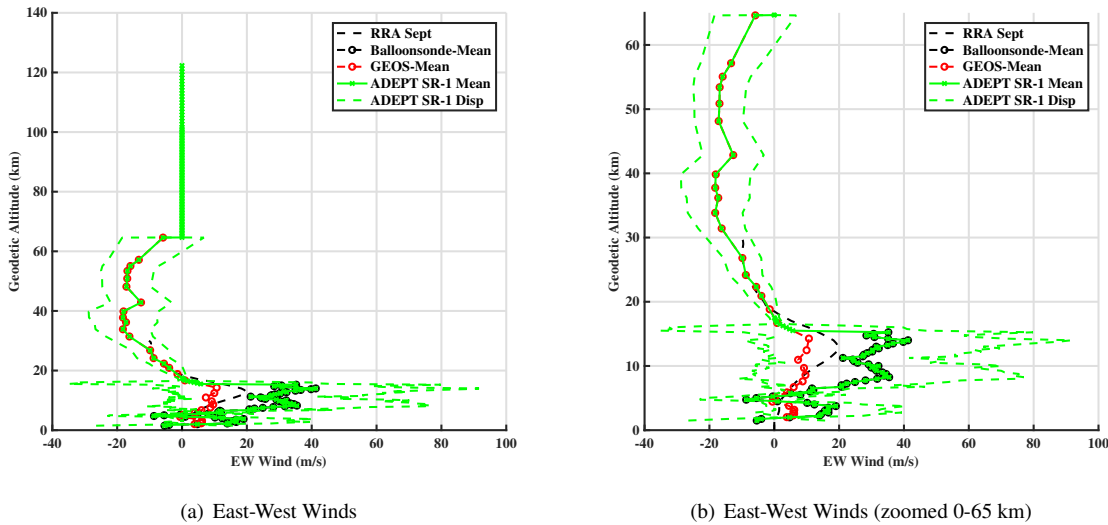 140
120
100
80
60
40
20
0
-40
-20
0
20
40
60
80
100
Geodetic Altitude (km)
EW Wind (m/s)
RRA Sept
Balloonsonde-Mean
GEOS-Mean
ADEPT SR-1 Mean
ADEPT SR-1 Disp
(a) East-West Winds
60
50
40
30
20
10
0
-40
-20
0
20
40
60
80
100
Geodetic Altitude (km)
EW Wind (m/s)
RRA Sept
Balloonsonde-Mean
GEOS-Mean
ADEPT SR-1 Mean
ADEPT SR-1 Disp
(b) East-West Winds (zoomed 0-65 km)